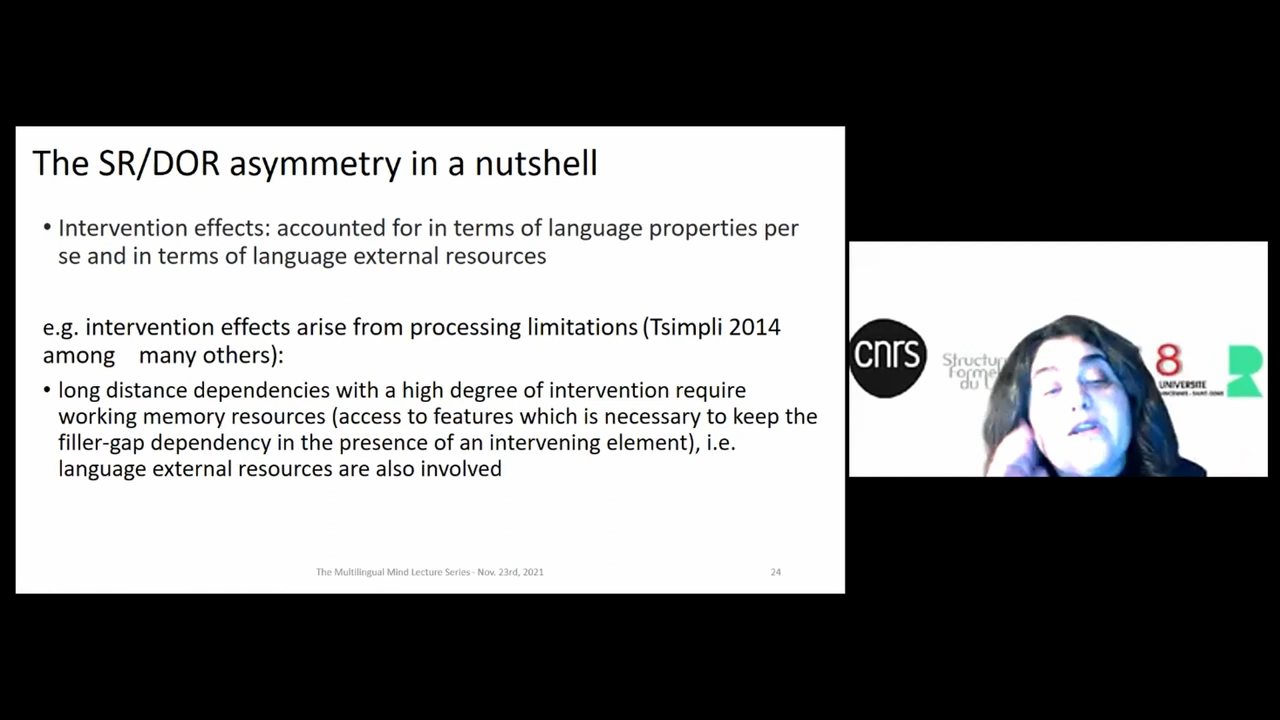 The SR/DOR asymmetry in a nutshell
• Intervention effects: accounted for in terms of language properties per
se and in terms of language external resources
e.g. intervention effects arise from processing limitations (Tsimpli 2014
among many others):
• long distance dependencies with a high degree of intervention require
working memory resources (access to features which is necessary to keep the
filler-gap dependency in the presence of an intervening element), i.e.
language external resources are also involved
The Multilingual Mind Lecture Series - Nov. 23rd, 2021
24
cnrs
Structur
formel
du l
8
UNIVERSITE